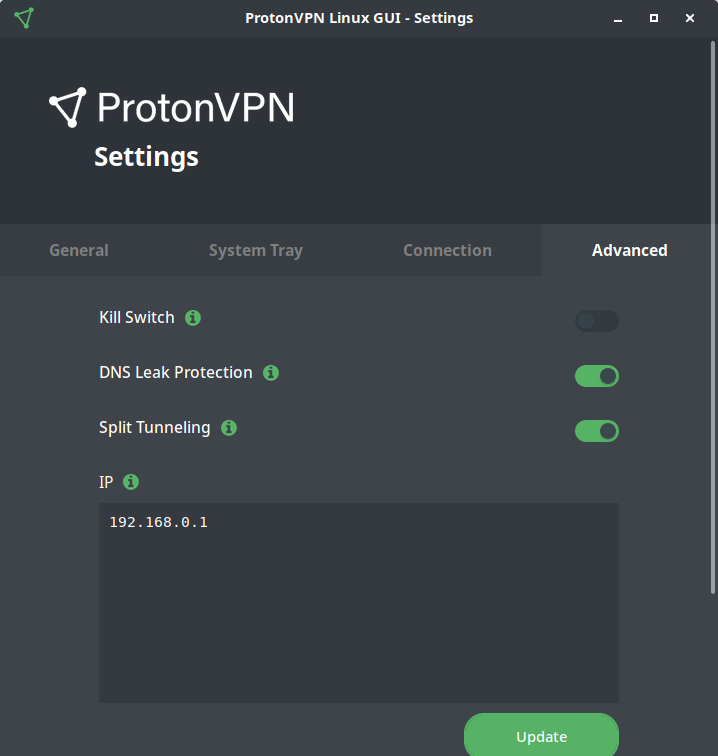 ProtonVPN Linux GUI - Settings
ProtonVPN
Settings
General System Tray Connection Advanced
Kill Switch
DNS Leak Protection
Split Tunneling
IP
192.168.0.1
Update